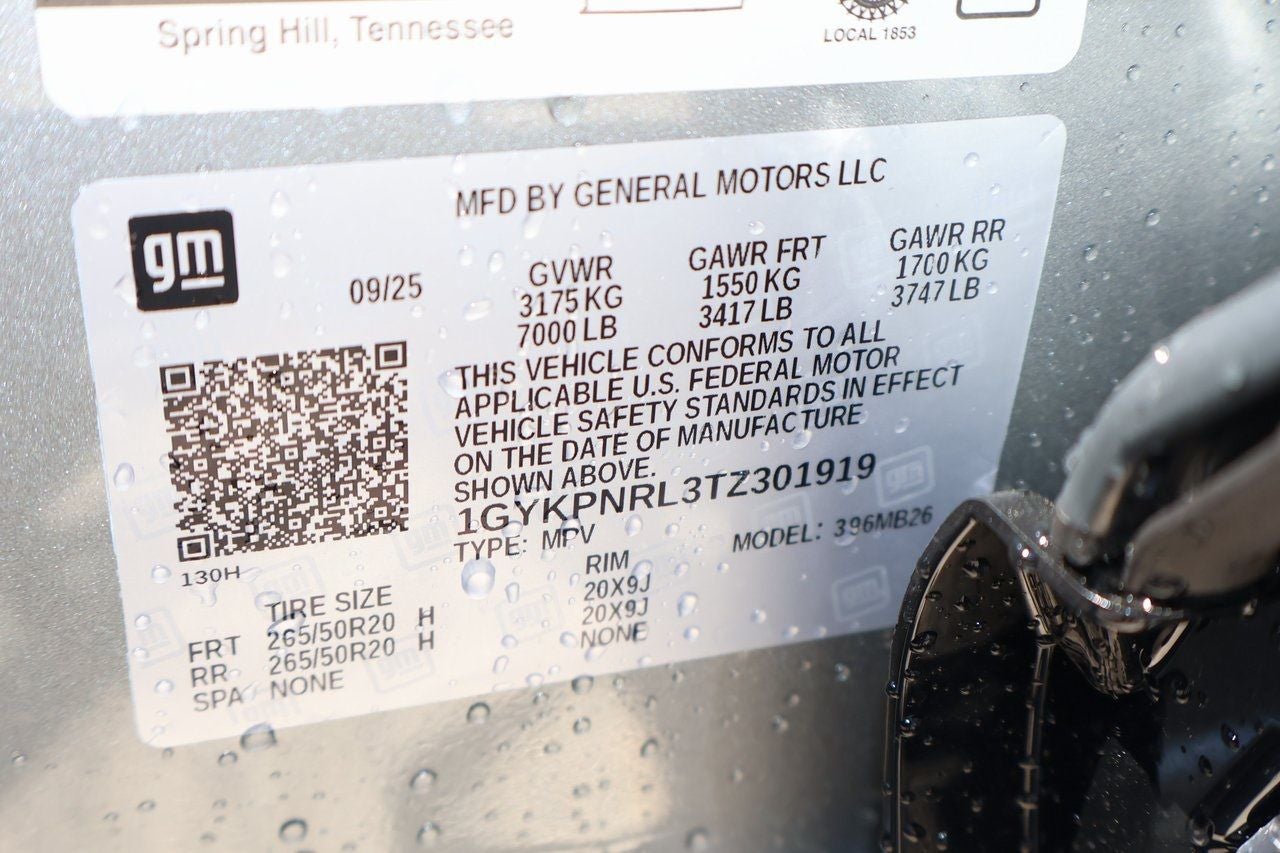 Spring Hill, Tennessee
LOCAL 1853
MFD BY GENERAL MOTORS LLC
gm
09/25
GVWR GAWR FRT GAWR RR
3175 KG 1550 KG 1700 KG
7000 LB 3417 LB 3747 LB
THIS VEHICLE CONFORMS TO ALL
APPLICABLE U.S. FEDERAL MOTOR
VEHICLE SAFETY STANDARDS IN EFFECT
ON THE DATE OF MANUFACTURE
SHOWN ABOVE.
1GYKPNRL3TZ301919
TYPE: MPV MODEL: 396MB26
130H
TIRE SIZE RIM
FRT 265/50R20 H 20X9J
RR 265/50R20 H 20X9J
SPA NONE NONE